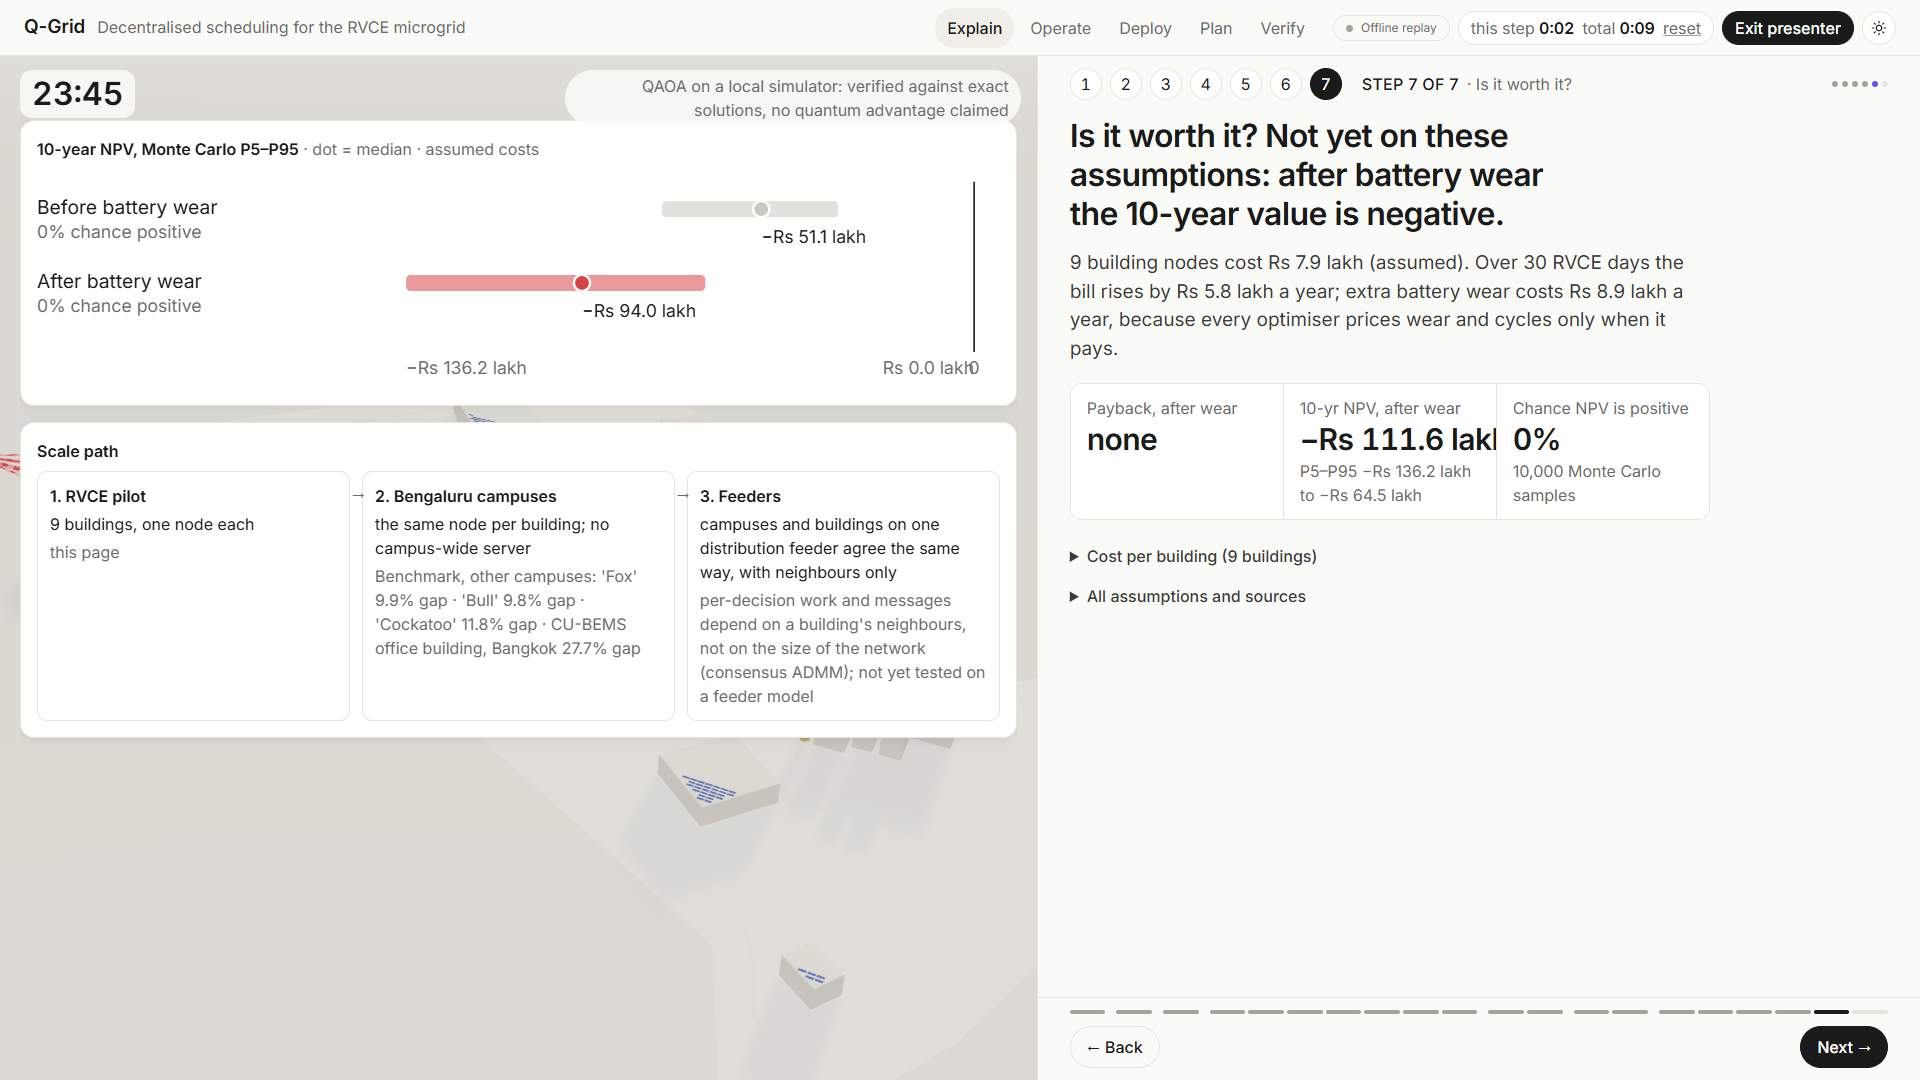 Q-Grid Decentralised scheduling for the RVCE microgrid
Explain Operate Deploy Plan Verify Offline replay this step 0:02 total 0:09 reset Exit presenter
23:45
QAOA on a local simulator: verified against exact
solutions, no quantum advantage claimed
10-year NPV, Monte Carlo P5–P95 · dot = median · assumed costs
Before battery wear
0% chance positive
−Rs 51.1 lakh
After battery wear
0% chance positive
−Rs 94.0 lakh
−Rs 136.2 lakh
Rs 0.0 lakh
0
Scale path
1. RVCE pilot
9 buildings, one node each
this page
→
2. Bengaluru campuses
the same node per building; no
campus-wide server
Benchmark, other campuses: 'Fox'
9.9% gap · 'Bull' 9.8% gap ·
'Cockatoo' 11.8% gap · CU-BEMS
office building, Bangkok 27.7% gap
→
3. Feeders
campuses and buildings on one
distribution feeder agree the same
way, with neighbours only
per-decision work and messages
depend on a building's neighbours,
not on the size of the network
(consensus ADMM); not yet tested on
a feeder model
1 2 3 4 5 6 7 STEP 7 OF 7 · Is it worth it?
Is it worth it? Not yet on these
assumptions: after battery wear
the 10-year value is negative.
9 building nodes cost Rs 7.9 lakh (assumed). Over 30 RVCE days the
bill rises by Rs 5.8 lakh a year; extra battery wear costs Rs 8.9 lakh a
year, because every optimiser prices wear and cycles only when it
pays.
Payback, after wear
none
10-yr NPV, after wear
−Rs 111.6 lakh
P5–P95 −Rs 136.2 lakh
to −Rs 64.5 lakh
Chance NPV is positive
0%
10,000 Monte Carlo
samples
▶ Cost per building (9 buildings)
▶ All assumptions and sources
← Back
Next →